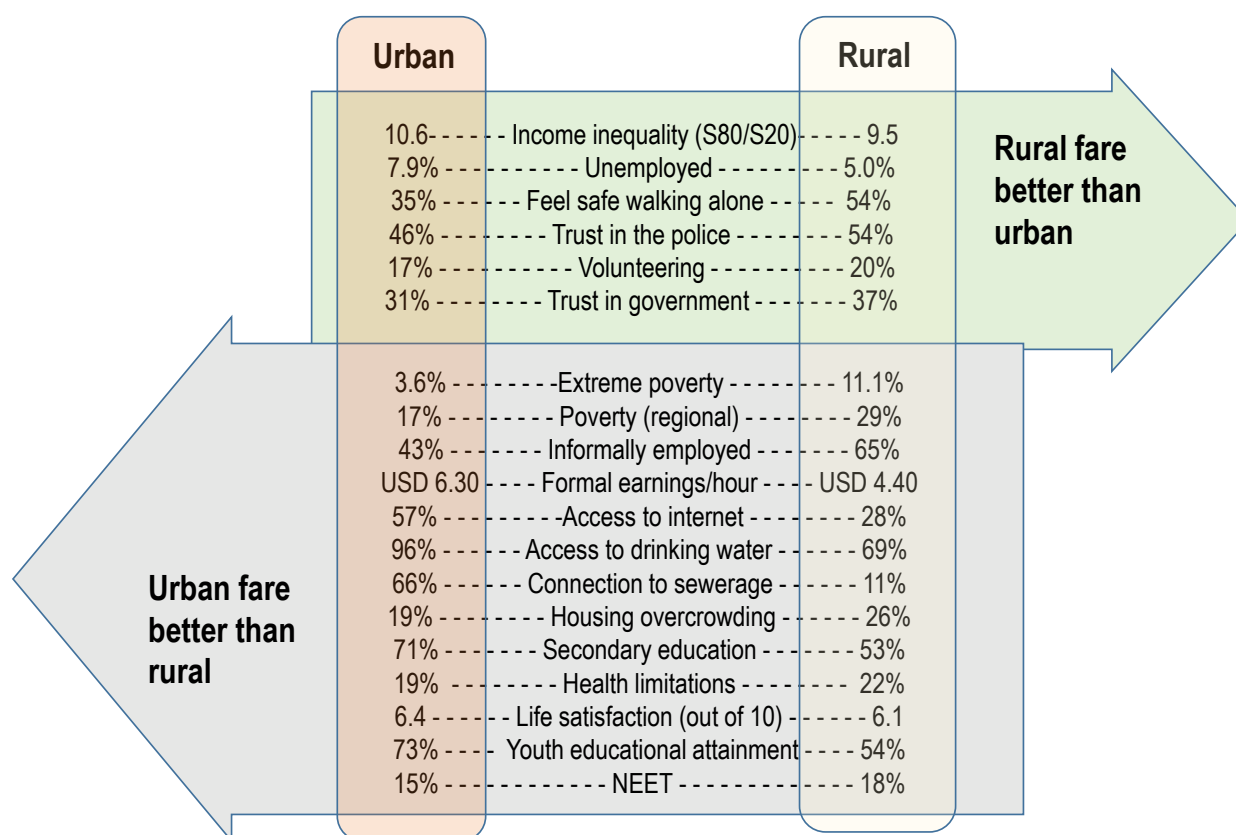 Urban Rural
10.6 - - - - - - Income inequality (S80/S20) - - - - - 9.5
7.9% - - - - - - - - - - Unemployed - - - - - - - - - 5.0%
35% - - - - - - Feel safe walking alone - - - - - 54%
46% - - - - - - - - Trust in the police - - - - - - - - 54%
17% - - - - - - - - - - Volunteering - - - - - - - - - 20%
31% - - - - - - - - Trust in government - - - - - - - 37%
Rural fare
better than
urban
3.6% - - - - - - - -Extreme poverty - - - - - - - 11.1%
17% - - - - - - - - Poverty (regional) - - - - - - - - 29%
43% - - - - - - - Informally employed - - - - - - - 65%
USD 6.30 - - - - Formal earnings/hour - - - - USD 4.40
57% - - - - - - - - -Access to internet - - - - - - - - 28%
96% - - - - - -Access to drinking water - - - - - - 69%
66% - - - - - - Connection to sewerage - - - - - - 11%
19% - - - - - - - Housing overcrowding - - - - - - 26%
71% - - - - - - - Secondary education - - - - - - - 53%
19% - - - - - - - - Health limitations - - - - - - - - 22%
6.4 - - - - - - Life satisfaction (out of 10) - - - - - 6.1
73% - - - - Youth educational attainment - - - - 54%
15% - - - - - - - - - - - - NEET - - - - - - - - - - - - 18%
Urban fare
better than
rural